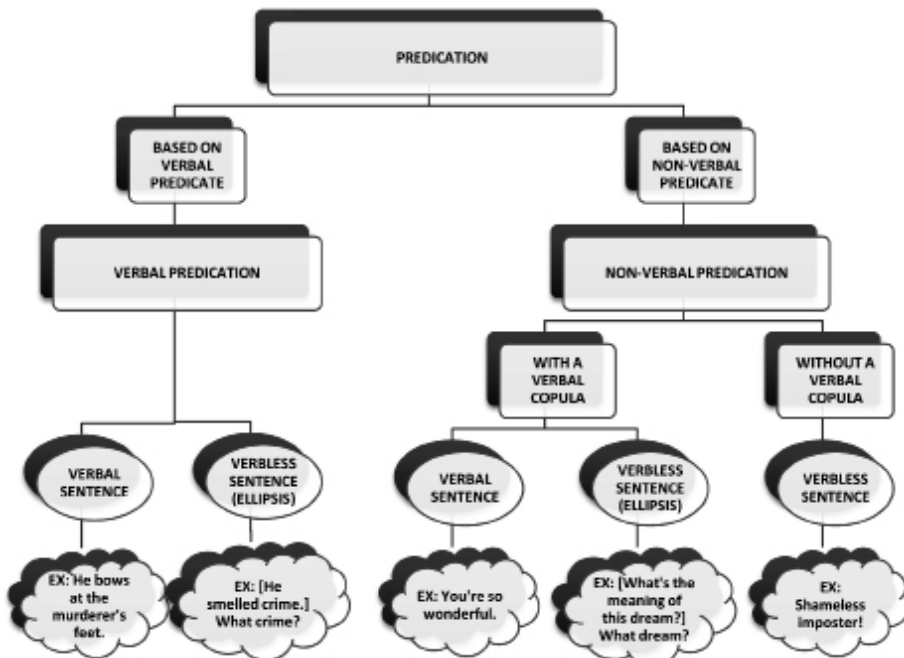 PREDICATION
BASED ON
VERBAL
PREDICATE
BASED ON
NON-VERBAL
PREDICATE
VERBAL PREDICATION
NON-VERBAL PREDICATION
WITH A
VERBAL
COPULA
WITHOUT A
VERBAL
COPULA
VERBAL
SENTENCE
VERBLESS
SENTENCE
(ELLIPSIS)
VERBAL
SENTENCE
VERBLESS
SENTENCE
(ELLIPSIS)
VERBLESS
SENTENCE
EX: He bows
at the
murderer's
feet.
EX: [He
smelled crime.]
What crime?
EX: You're so
wonderful.
EX: [What's the
meaning of
this dream?]
What dream?
EX:
Shameless
imposter!